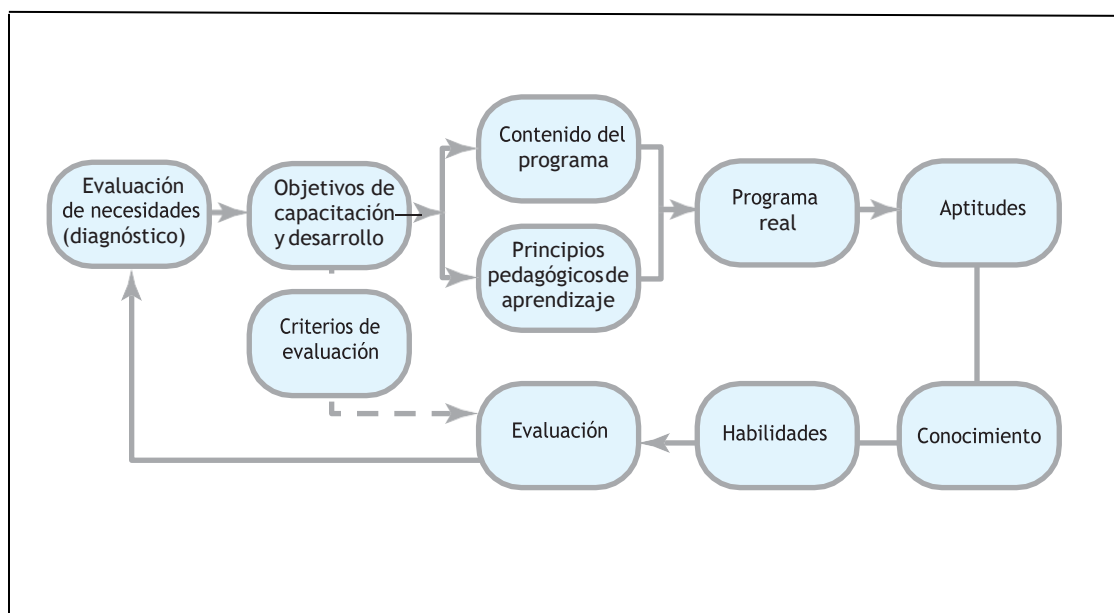 Evaluación
de necesidades
(diagnóstico)
Objetivos de
capacitación
y desarrollo
Contenido del
programa
Principios
pedagógicos de
aprendizaje
Programa
real
Aptitudes
Criterios de
evaluación
Evaluación
Habilidades
Conocimiento